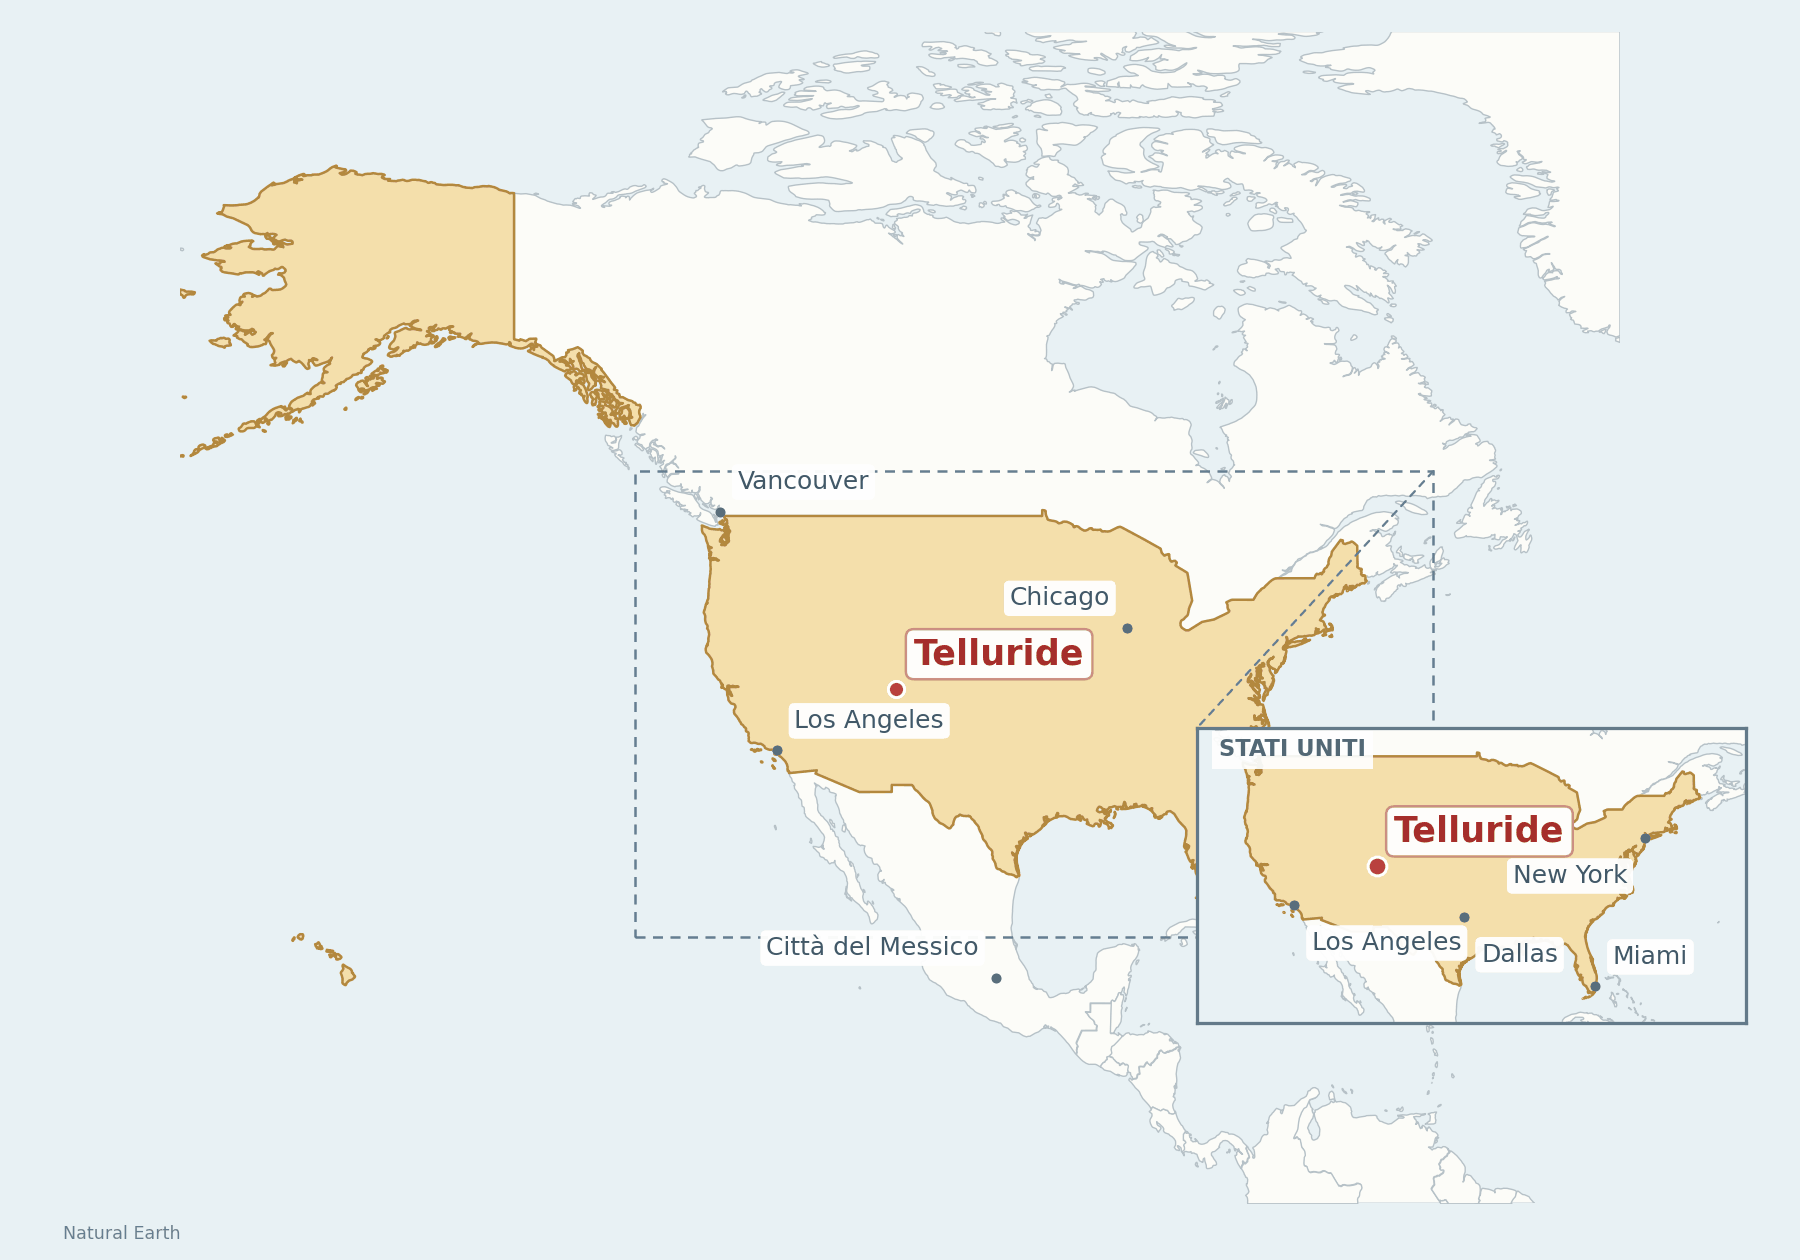 Vancouver
Chicago
Telluride
Los Angeles
Città del Messico
STATI UNITI
Telluride
New York
Los Angeles
Dallas
Miami
Natural Earth